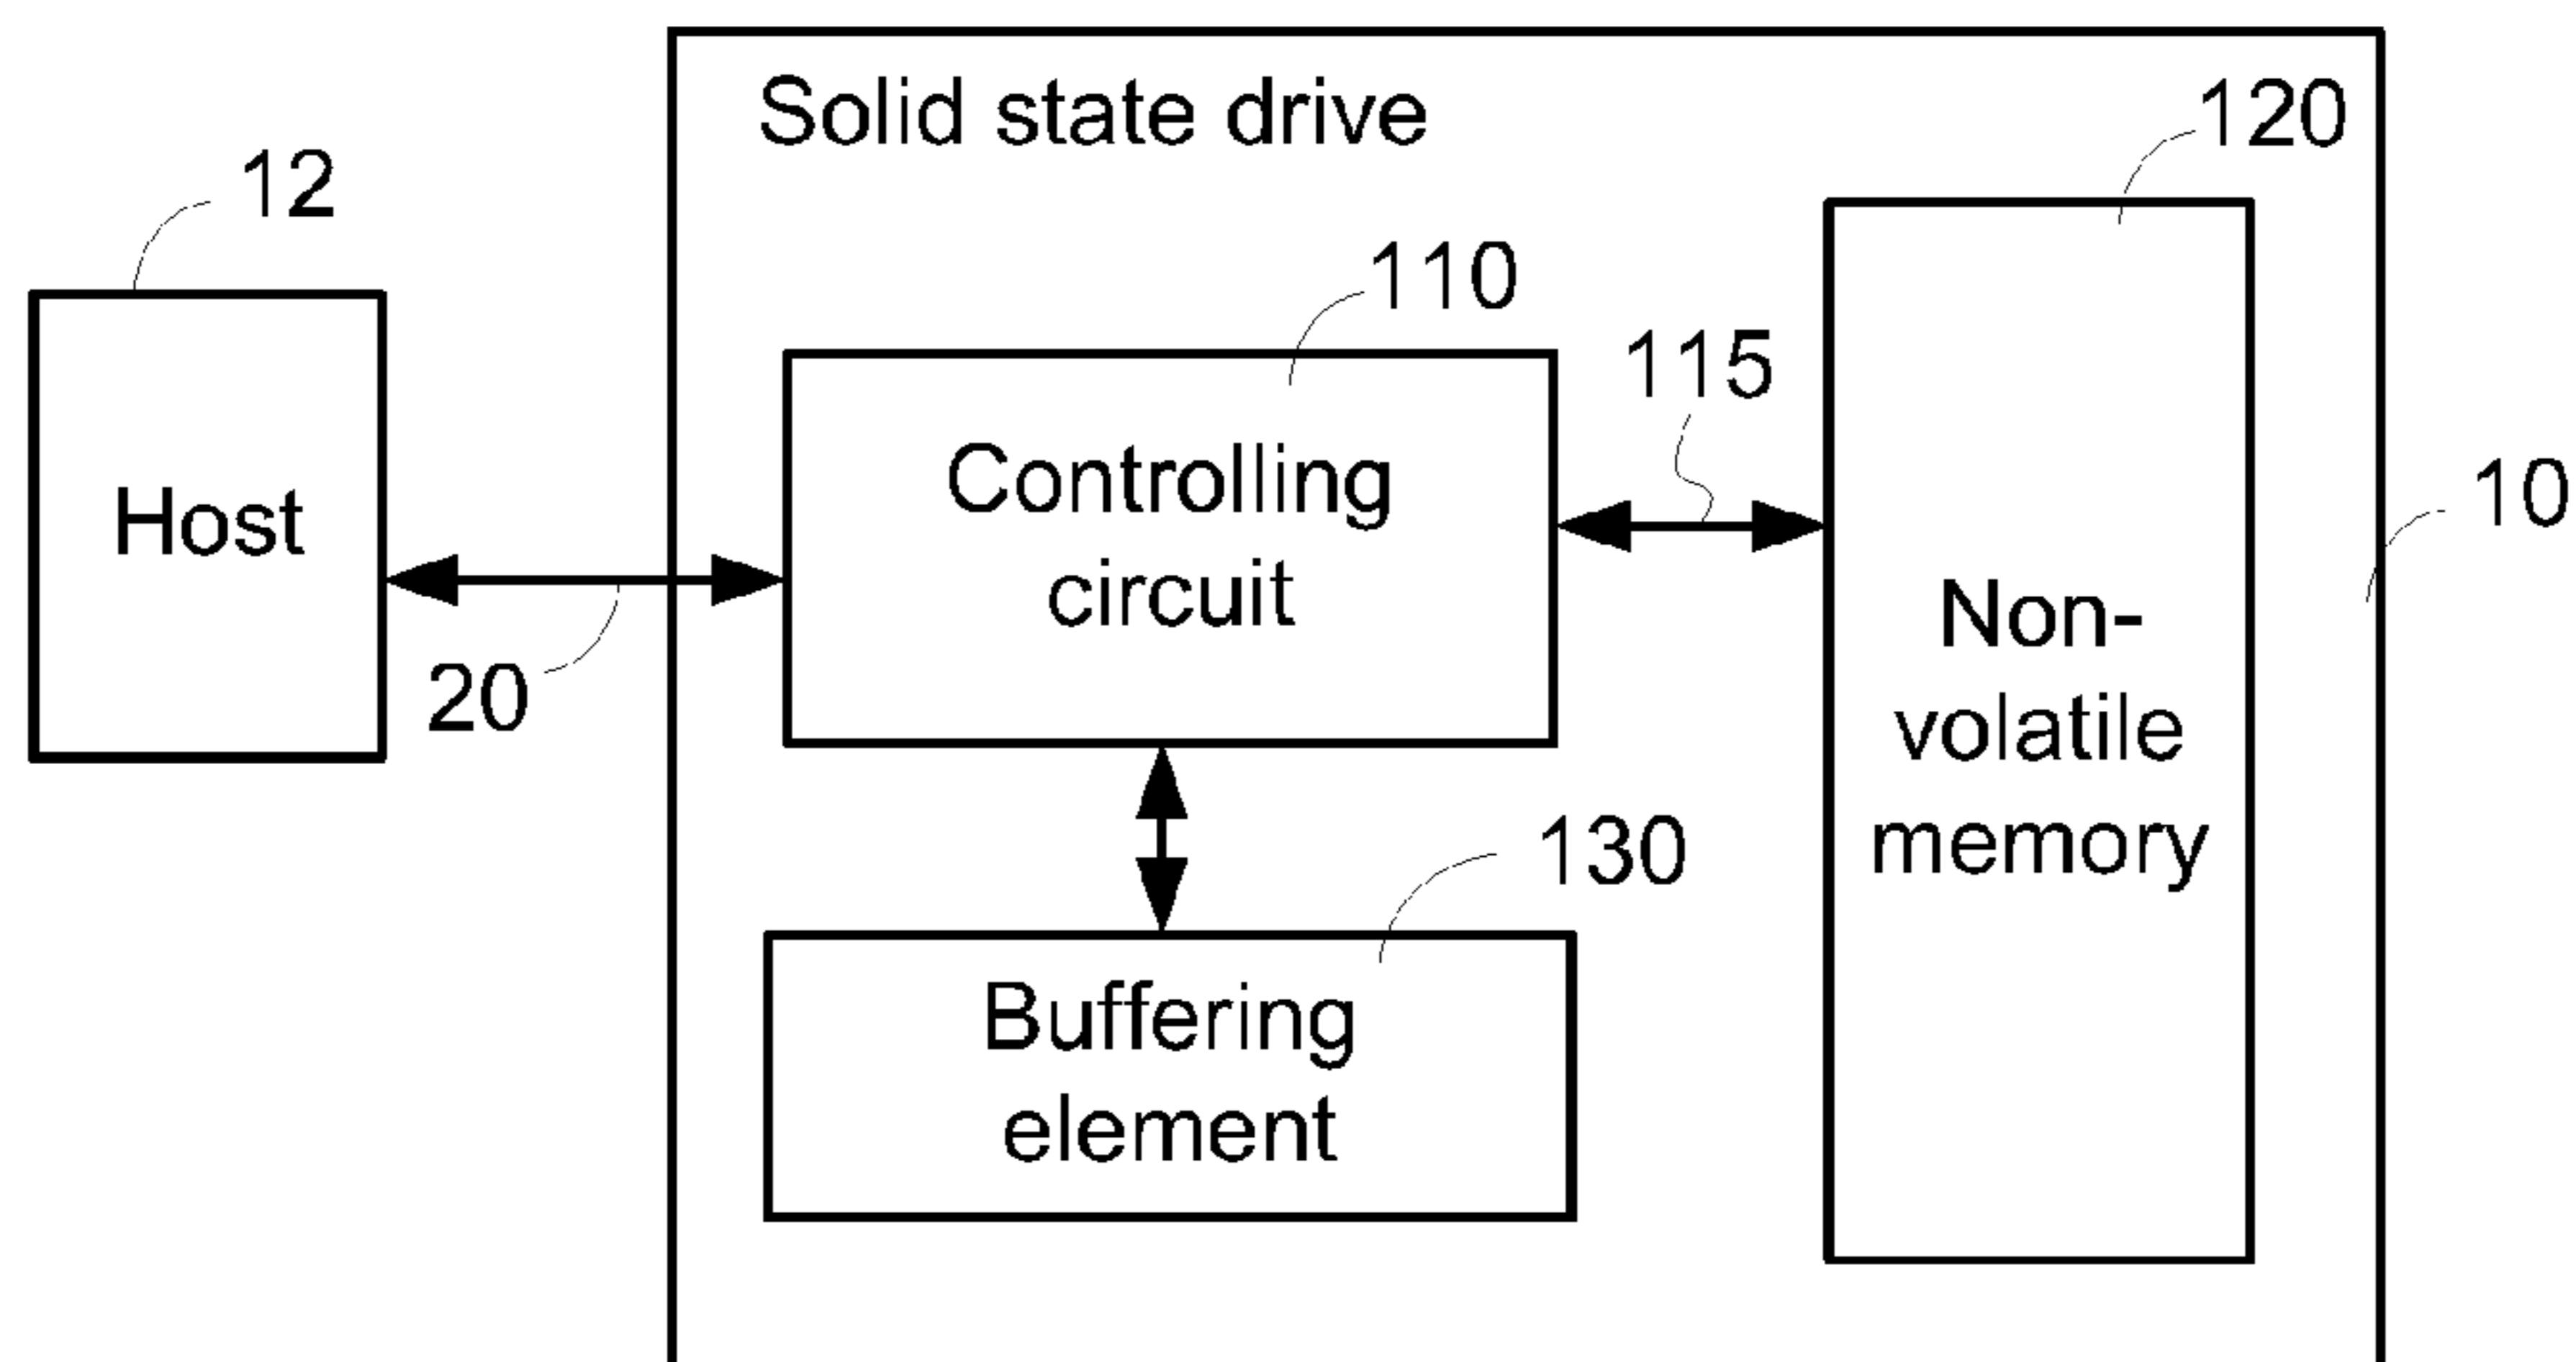 Solid state drive
120
12
110
115
Controlling
circuit
10
Host
20
Non-
volatile
memory
130
Buffering
element